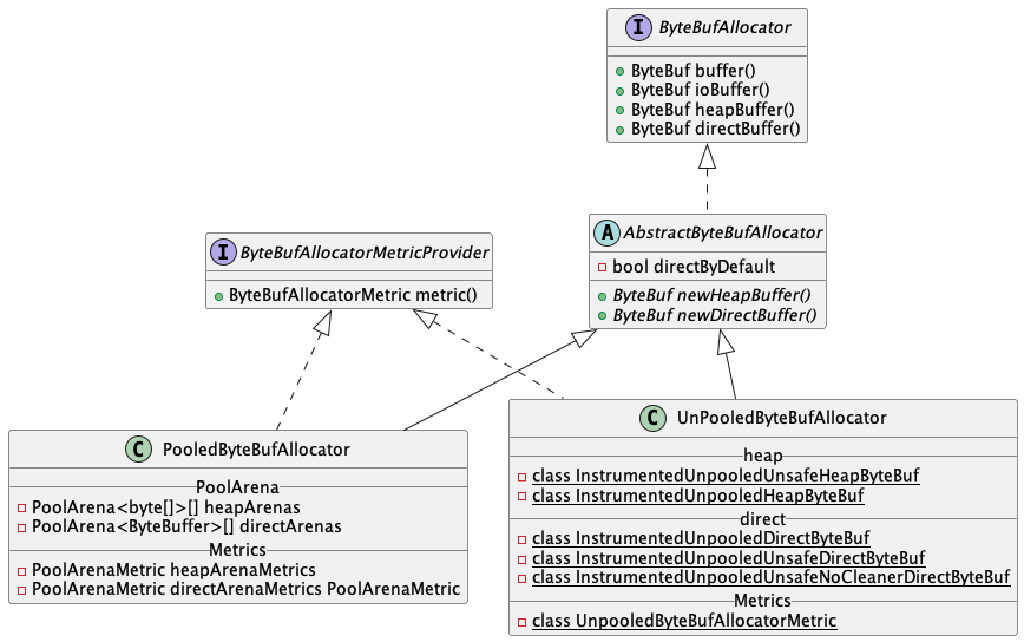 I ByteBufAllocator
ByteBuf buffer()
ByteBuf ioBuffer()
ByteBuf heapBuffer()
ByteBuf directBuffer()
I ByteBufAllocatorMetricProvider
ByteBufAllocatorMetric metric()
A AbstractByteBufAllocator
bool directByDefault
ByteBuf newHeapBuffer()
ByteBuf newDirectBuffer()
C PooledByteBufAllocator
PoolArena
PoolArena<byte[]>[] heapArenas
PoolArena<ByteBuffer>[] directArenas
Metrics
PoolArenaMetric heapArenaMetrics
PoolArenaMetric directArenaMetrics PoolArenaMetric
C UnPooledByteBufAllocator
heap
class InstrumentedUnpooledUnsafeHeapByteBuf
class InstrumentedUnpooledHeapByteBuf
direct
class InstrumentedUnpooledDirectByteBuf
class InstrumentedUnpooledUnsafeDirectByteBuf
class InstrumentedUnpooledUnsafeNoCleanerDirectByteBuf
Metrics
class UnpooledByteBufAllocatorMetric